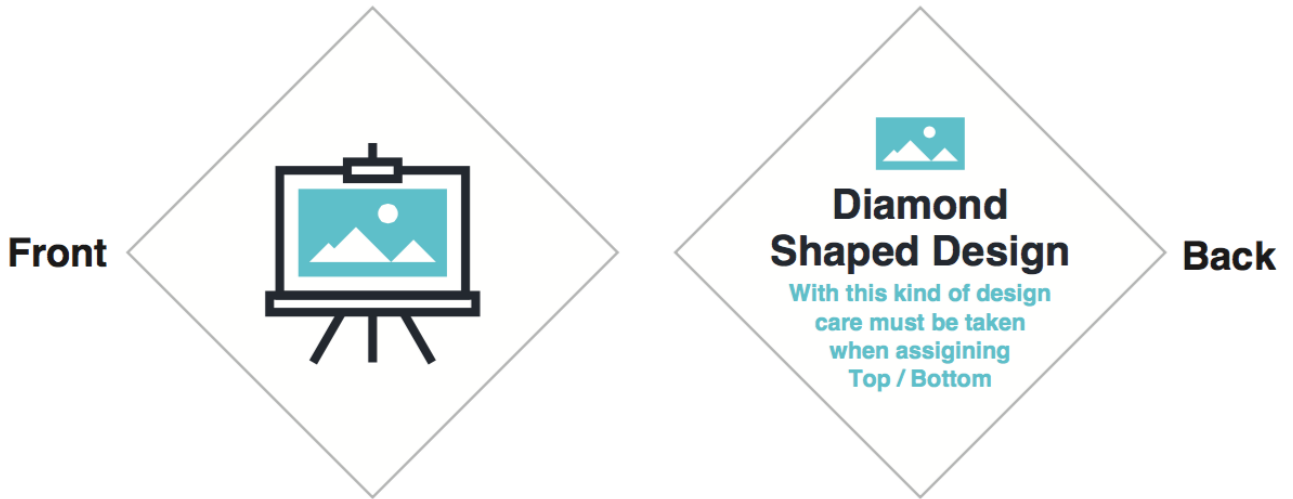 Front
Diamond
Shaped Design
With this kind of design
care must be taken
when assigining
Top / Bottom
Back